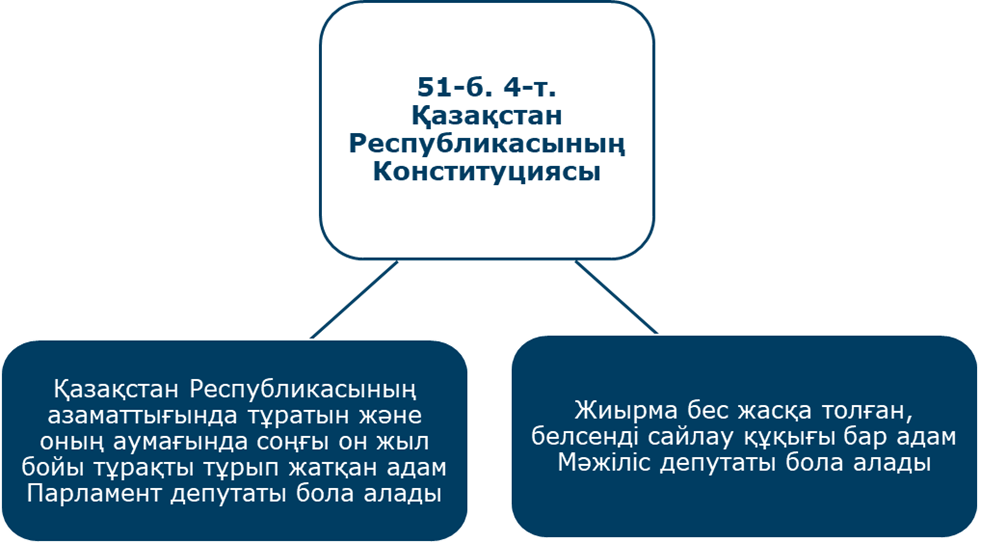 51-б. 4-т.
Қазақстан
Республикасының
Конституциясы
Қазақстан Республикасының
азаматтығында тұратын және
оның аумағында соңғы он жыл
бойы тұрақты тұрып жатқан адам
Парламент депутаты бола алады
Жиырма бес жасқа толған,
белсенді сайлау құқығы бар адам
Мәжіліс депутаты бола алады